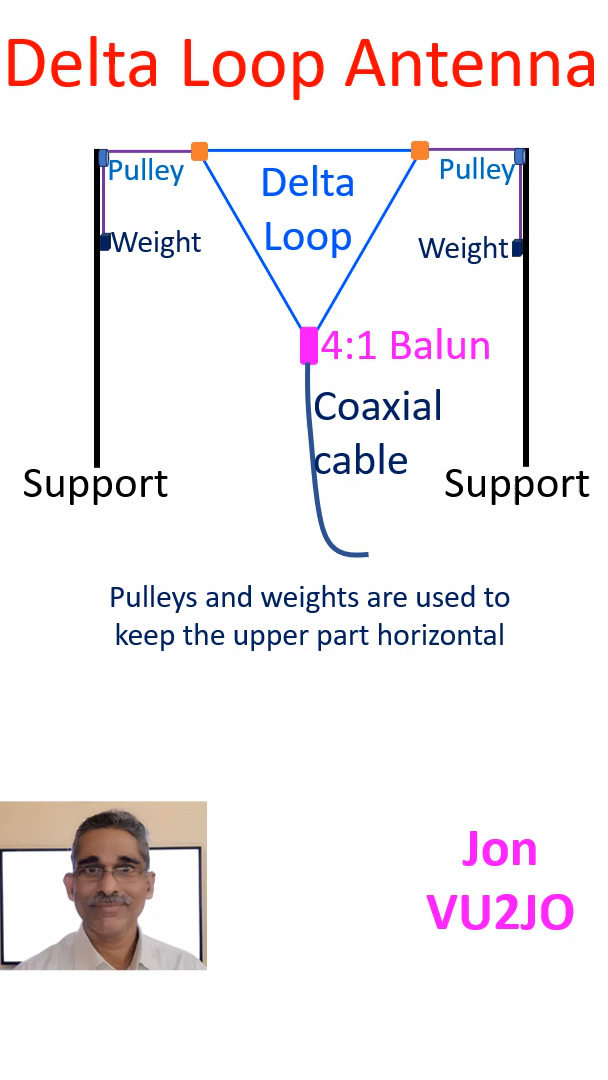 Delta Loop Antenna
Pulley
Delta
Loop
Pulley
Weight
Weight
4:1 Balun
Coaxial
cable
Support
Support
Pulleys and weights are used to
keep the upper part horizontal
Jon
VU2JO